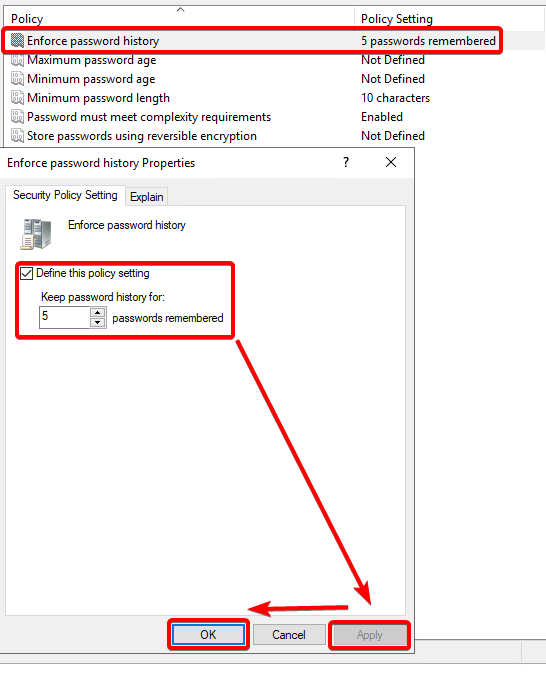 Policy Policy Setting
Enforce password history 5 passwords remembered
Maximum password age Not Defined
Minimum password age Not Defined
Minimum password length 10 characters
Password must meet complexity requirements Enabled
Store passwords using reversible encryption Not Defined
Enforce password history Properties ?
Security Policy Setting Explain
Enforce password history
Define this policy setting
Keep password history for:
5 passwords remembered
OK Cancel Apply